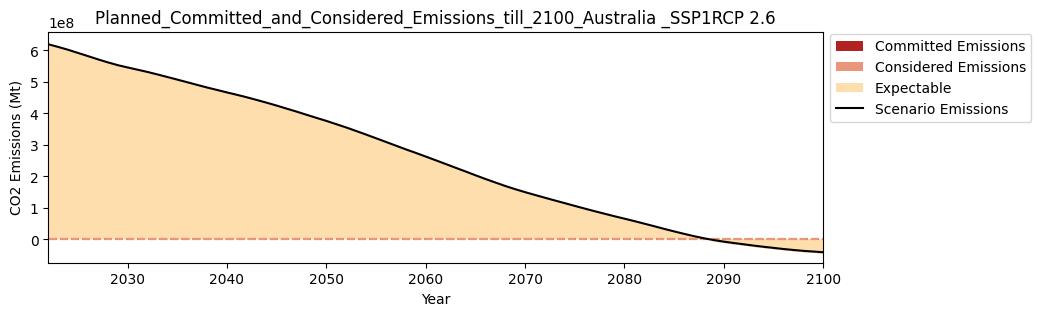 Planned_Committed_and_Considered_Emissions_till_2100_Australia _SSP1RCP 2.6
1e8
6
5
4
3
2
1
0
CO2 Emissions (Mt)
2030 2040 2050 2060 2070 2080 2090 2100
Year
Committed Emissions
Considered Emissions
Expectable
Scenario Emissions